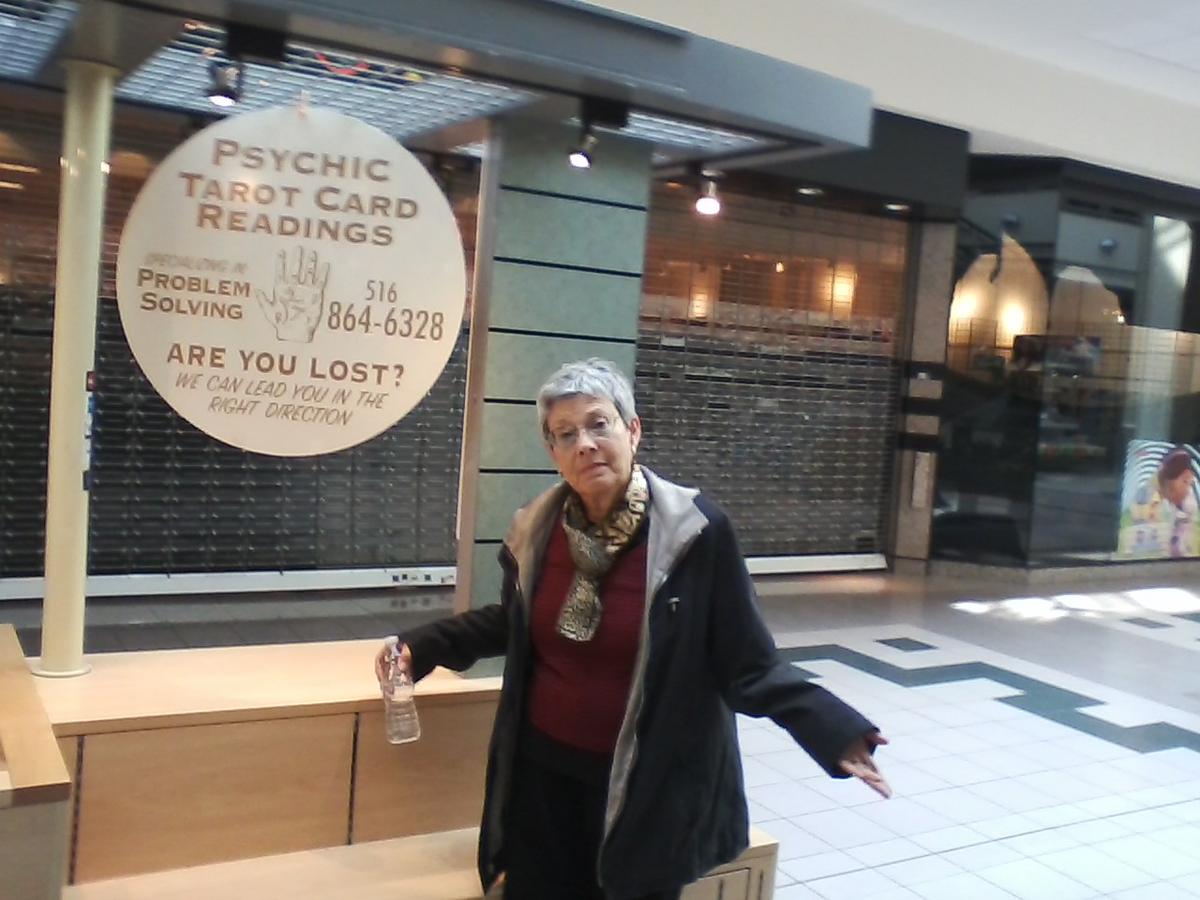 PSYCHIC
TAROT CARD
READINGS
SPECIALIZING IN
PROBLEM
SOLVING
516
864-6328
ARE YOU LOST?
WE CAN LEAD YOU IN THE
RIGHT DIRECTION